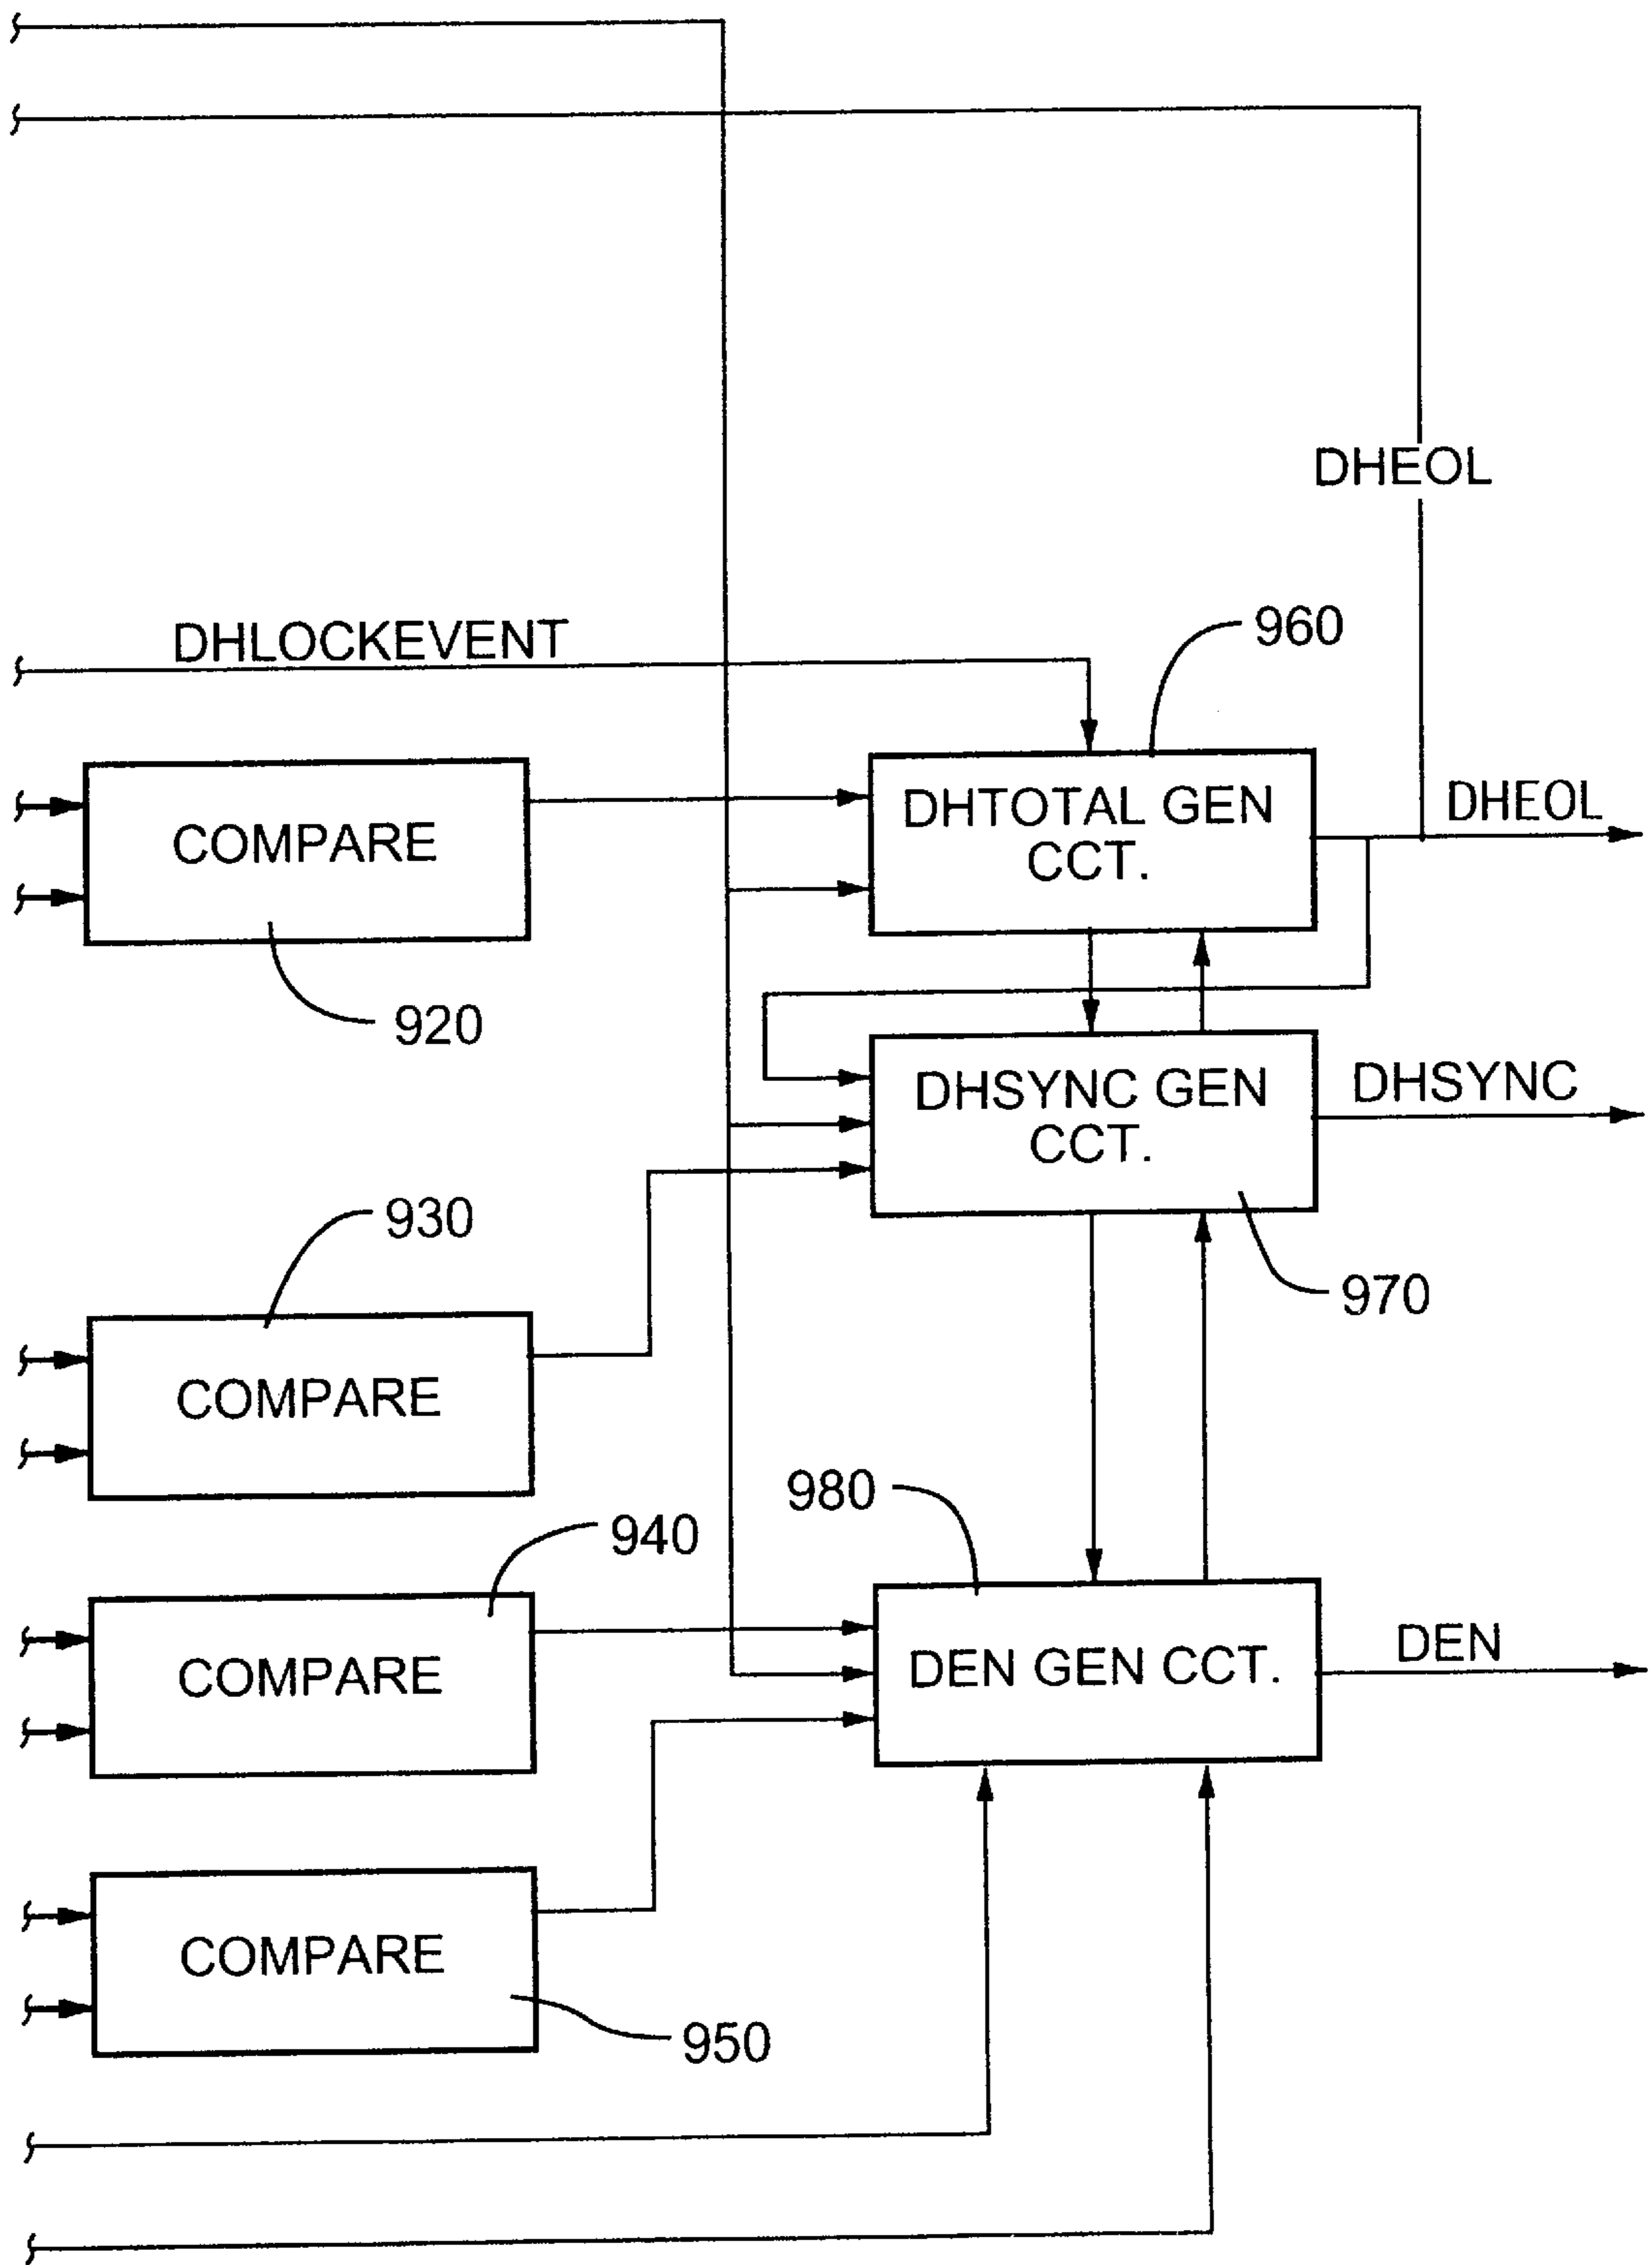 DHEOL
DHLOCKEVENT
960
DHTOTAL GEN
CCT.
DHEOL
COMPARE
920
DHSYNC GEN
CCT.
DHSYNC
930
970
COMPARE
980
940
DEN GEN CCT.
DEN
COMPARE
COMPARE
950